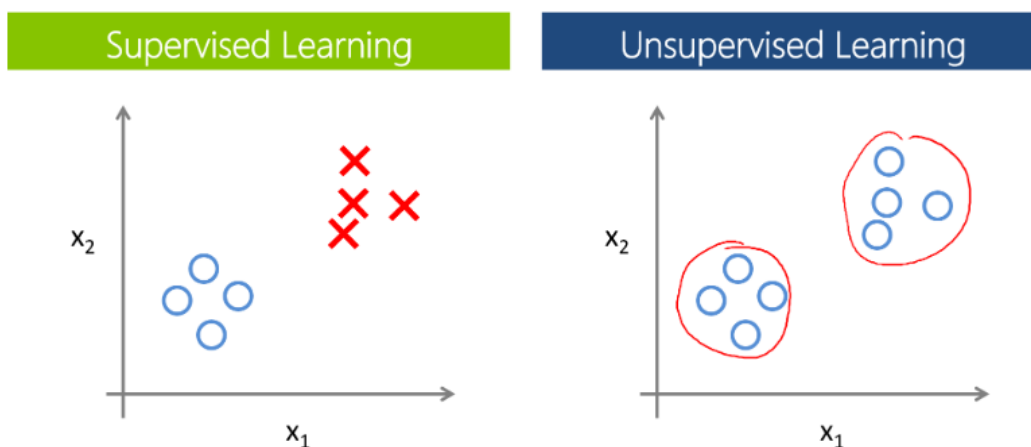 Supervised Learning
x₂
x₁
Unsupervised Learning
x₂
x₁